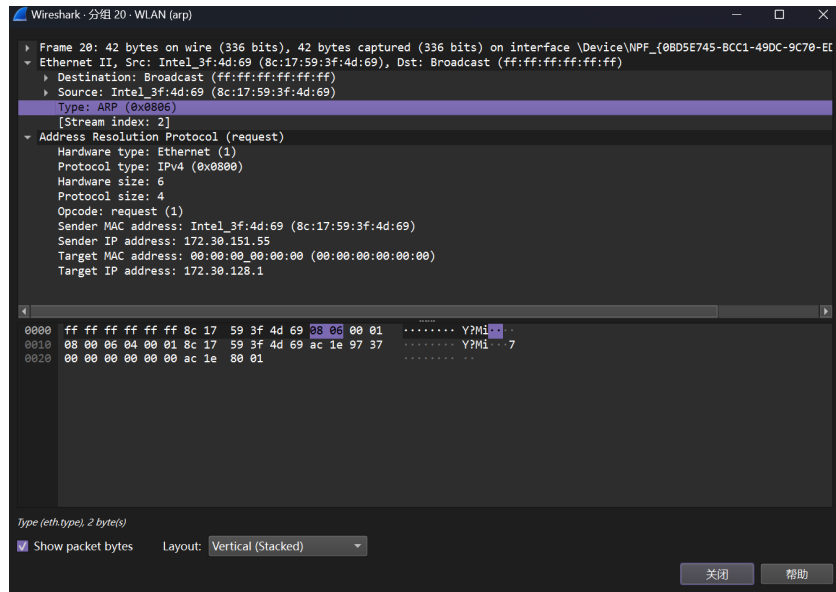 Wireshark · 分组 20 · WLAN (arp)
Frame 20: 42 bytes on wire (336 bits), 42 bytes captured (336 bits) on interface \Device\NPF_{0BD5E745-BCC1-49DC-9C70-ED
Ethernet II, Src: Intel_3f:4d:69 (8c:17:59:3f:4d:69), Dst: Broadcast (ff:ff:ff:ff:ff:ff)
Destination: Broadcast (ff:ff:ff:ff:ff:ff)
Source: Intel_3f:4d:69 (8c:17:59:3f:4d:69)
Type: ARP (0x0806)
[Stream index: 2]
Address Resolution Protocol (request)
Hardware type: Ethernet (1)
Protocol type: IPv4 (0x0800)
Hardware size: 6
Protocol size: 4
Opcode: request (1)
Sender MAC address: Intel_3f:4d:69 (8c:17:59:3f:4d:69)
Sender IP address: 172.30.151.55
Target MAC address: 00:00:00_00:00:00 (00:00:00:00:00:00)
Target IP address: 172.30.128.1
0000 ff ff ff ff ff ff 8c 17 59 3f 4d 69 08 06 00 01 ········ Y?Mi····
0010 08 00 06 04 00 01 8c 17 59 3f 4d 69 ac 1e 97 37 ········ Y?Mi···7
0020 00 00 00 00 00 00 ac 1e 80 01 ········ ··
Type (eth.type), 2 byte(s)
Show packet bytes Layout: Vertical (Stacked)
关闭 帮助